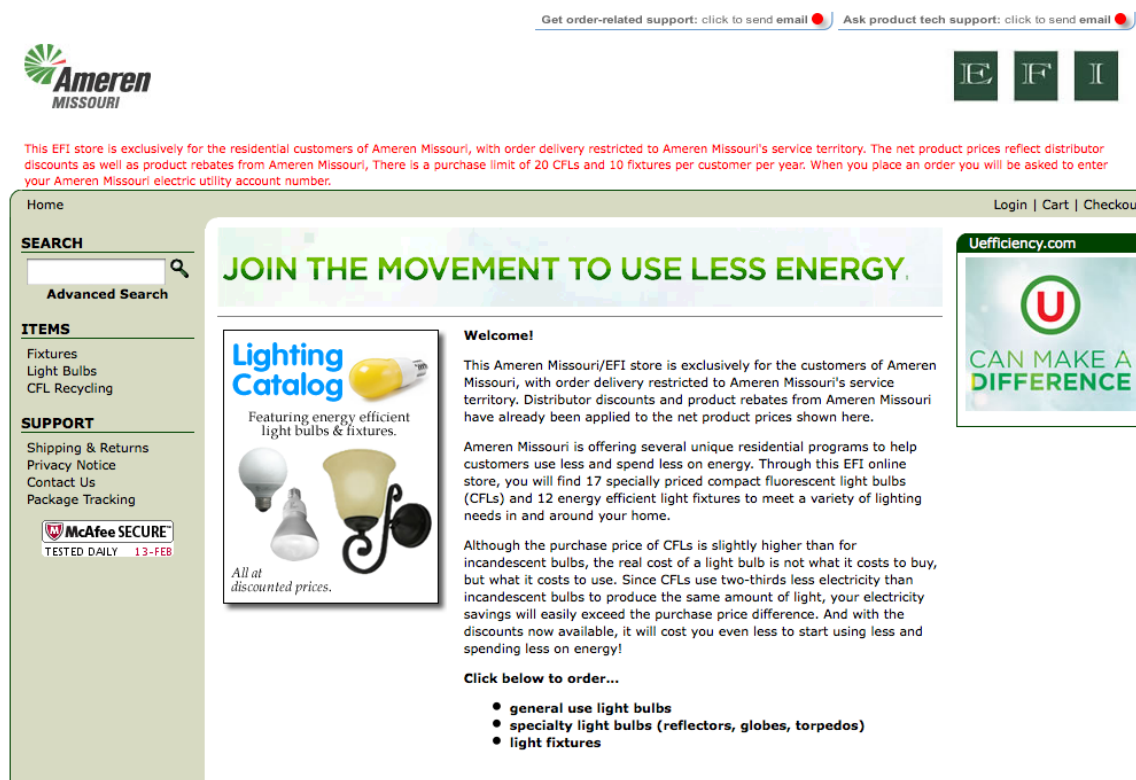 Get order-related support: click to send email
Ask product tech support: click to send email
Ameren
MISSOURI
E F I
This EFI store is exclusively for the residential customers of Ameren Missouri, with order delivery restricted to Ameren Missouri's service territory. The net product prices reflect distributor
discounts as well as product rebates from Ameren Missouri, There is a purchase limit of 20 CFLs and 10 fixtures per customer per year. When you place an order you will be asked to enter
your Ameren Missouri electric utility account number.
Home
Login | Cart | Checkou
SEARCH
Advanced Search
ITEMS
Fixtures
Light Bulbs
CFL Recycling
SUPPORT
Shipping & Returns
Privacy Notice
Contact Us
Package Tracking
McAfee SECURE™
TESTED DAILY 13-FEB
JOIN THE MOVEMENT TO USE LESS ENERGY.
Lighting
Catalog
Featuring energy efficient
light bulbs & fixtures.
All at
discounted prices.
Welcome!
This Ameren Missouri/EFI store is exclusively for the customers of Ameren
Missouri, with order delivery restricted to Ameren Missouri's service
territory. Distributor discounts and product rebates from Ameren Missouri
have already been applied to the net product prices shown here.
Ameren Missouri is offering several unique residential programs to help
customers use less and spend less on energy. Through this EFI online
store, you will find 17 specially priced compact fluorescent light bulbs
(CFLs) and 12 energy efficient light fixtures to meet a variety of lighting
needs in and around your home.
Although the purchase price of CFLs is slightly higher than for
incandescent bulbs, the real cost of a light bulb is not what it costs to buy,
but what it costs to use. Since CFLs use two-thirds less electricity than
incandescent bulbs to produce the same amount of light, your electricity
savings will easily exceed the purchase price difference. And with the
discounts now available, it will cost you even less to start using less and
spending less on energy!
Click below to order...
general use light bulbs
specialty light bulbs (reflectors, globes, torpedos)
light fixtures
Uefficiency.com
U
CAN MAKE A
DIFFERENCE